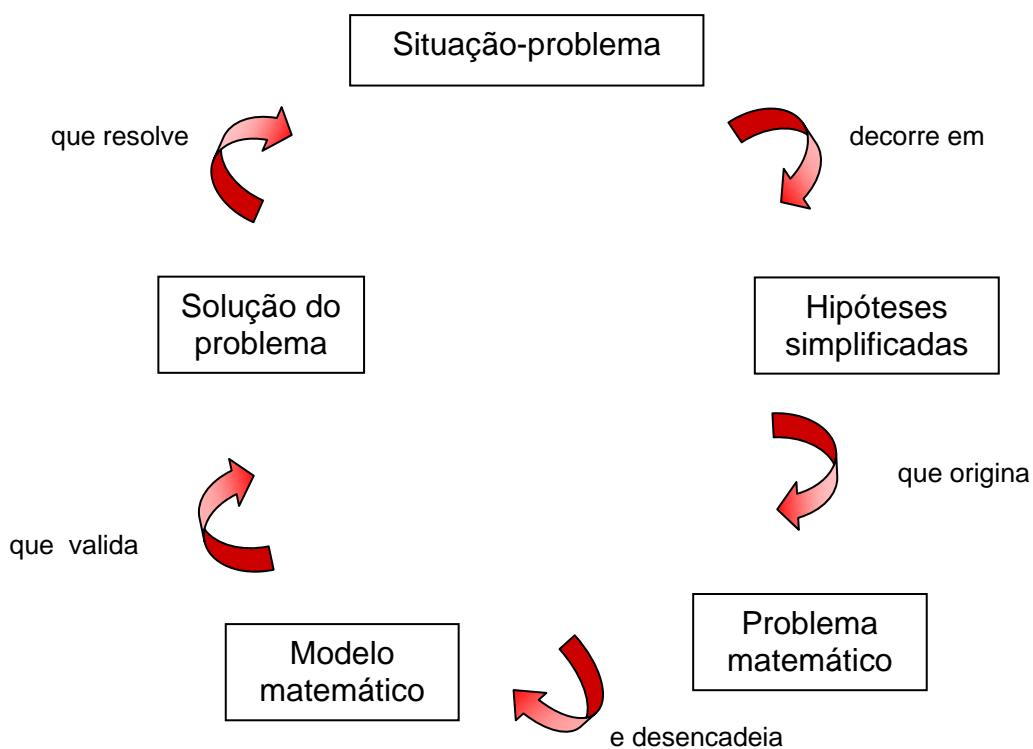 Situação-problema
que resolve
decorre em
Solução do
problema
Hipóteses
simplificadas
que origina
que valida
Problema
matemático
Modelo
matemático
e desencadeia